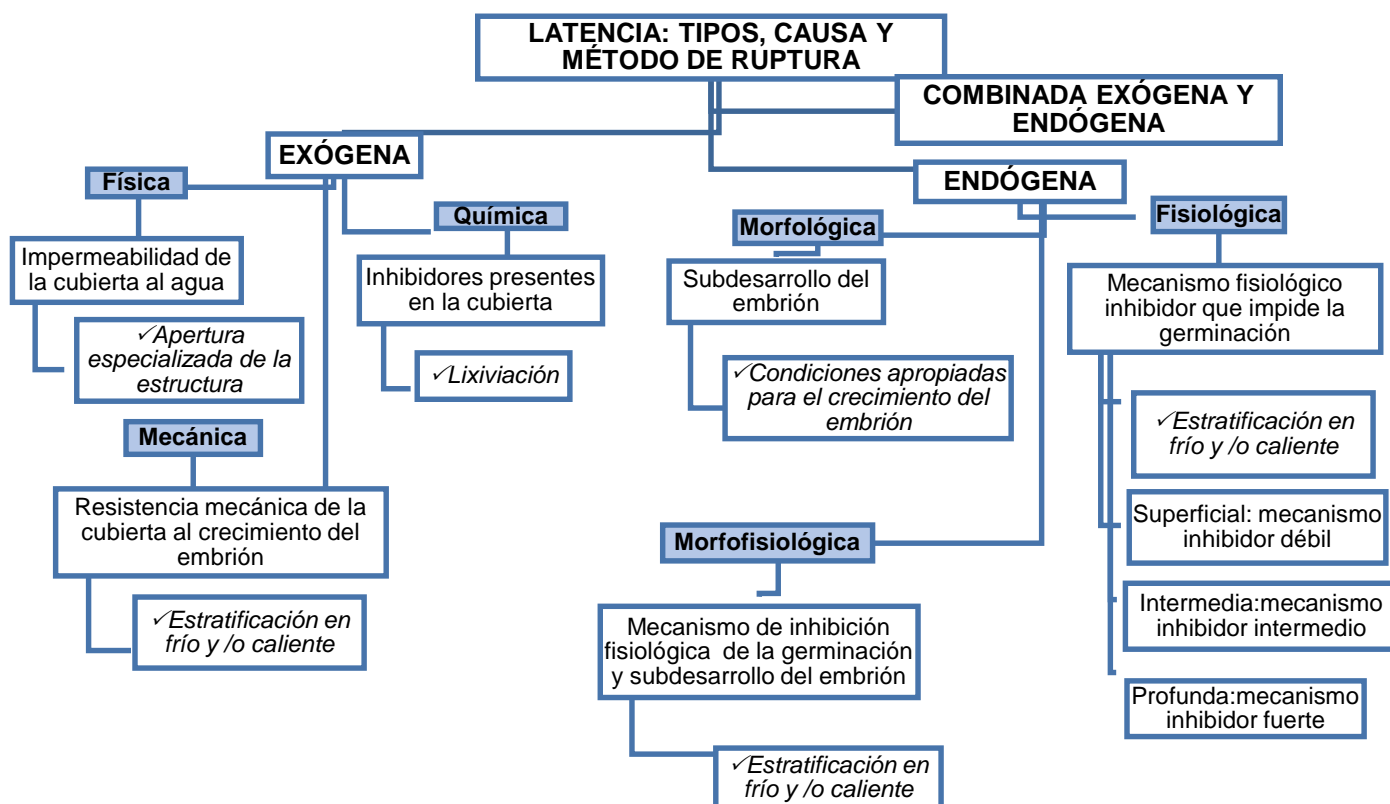 LATENCIA: TIPOS, CAUSA Y
MÉTODO DE RUPTURA
COMBINADA EXÓGENA Y
ENDÓGENA
EXÓGENA
Física
Impermeabilidad de
la cubierta al agua
✓Apertura
especializada de la
estructura
Química
Inhibidores presentes
en la cubierta
✓Lixiviación
Mecánica
Resistencia mecánica de la
cubierta al crecimiento del
embrión
✓Estratificación en
frío y /o caliente
ENDÓGENA
Morfológica
Subdesarrollo del
embrión
✓Condiciones apropiadas
para el crecimiento del
embrión
Fisiológica
Mecanismo fisiológico
inhibidor que impide la
germinación
✓Estratificación en
frío y /o caliente
Superficial: mecanismo
inhibidor débil
Intermedia:mecanismo
inhibidor intermedio
Profunda:mecanismo
inhibidor fuerte
Morfofisiológica
Mecanismo de inhibición
fisiológica de la germinación
y subdesarrollo del embrión
✓Estratificación en
frío y /o caliente